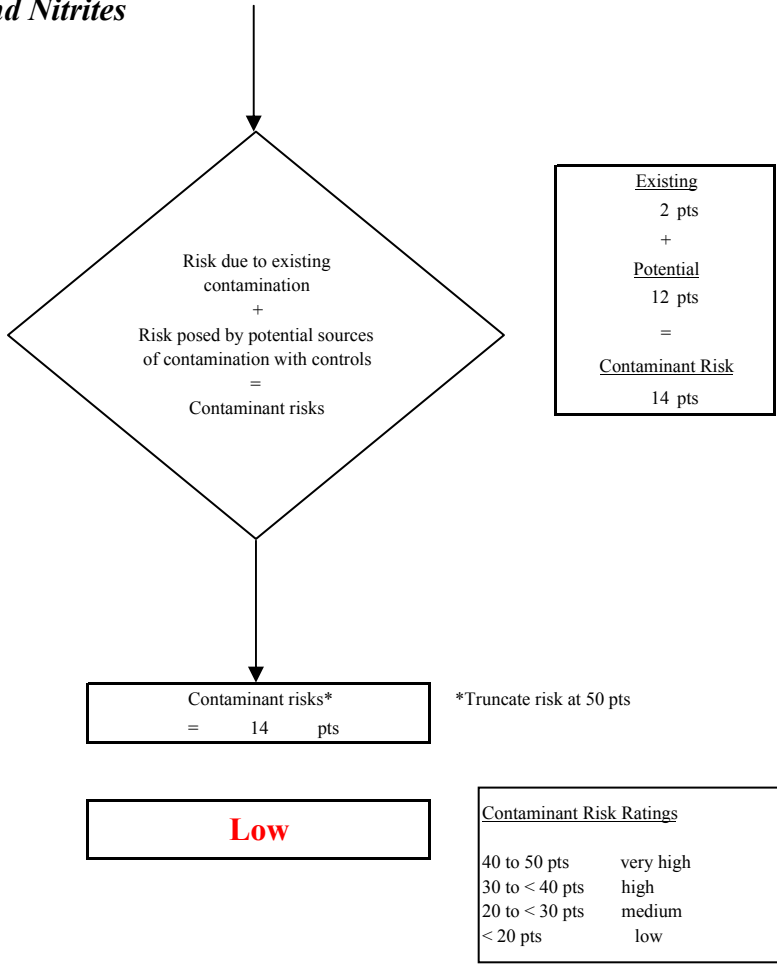 nd Nitrites
Risk due to existing
contamination
+
Risk posed by potential sources
of contamination with controls
=
Contaminant risks
Existing
2 pts
+
Potential
12 pts
=
Contaminant Risk
14 pts
Contaminant risks*
= 14 pts
*Truncate risk at 50 pts
Low
Contaminant Risk Ratings
40 to 50 pts very high
30 to < 40 pts high
20 to < 30 pts medium
< 20 pts low